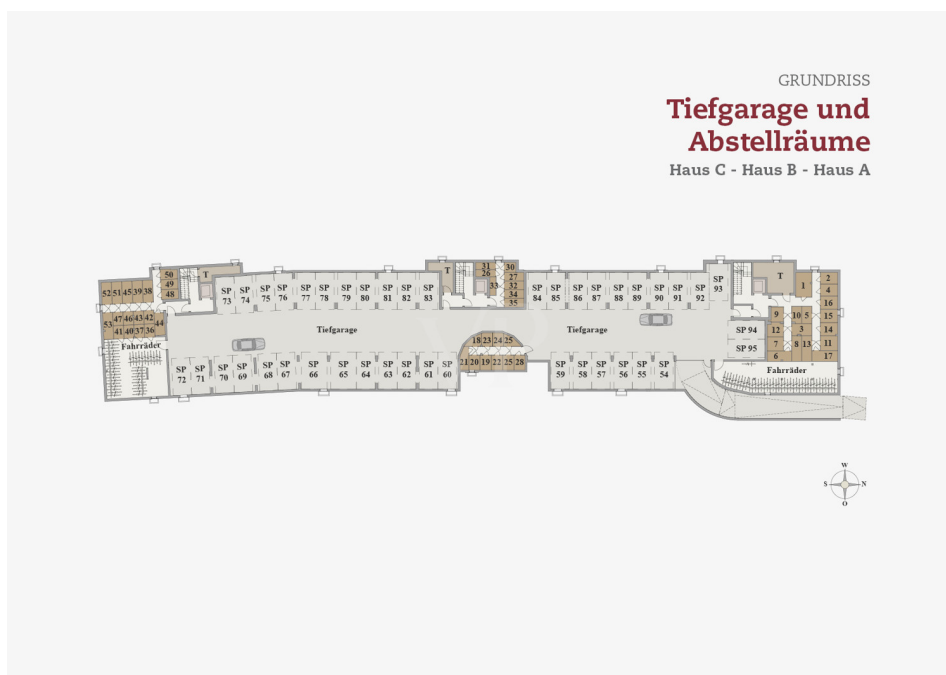 GRUNDRISS
Tiefgarage und
Abstellräume
Haus C - Haus B - Haus A
52 51 45 39 38
50
49
48
T
SP 73
SP 74
SP 75
SP 76
SP 77
SP 78
SP 79
SP 80
SP 81
SP 82
SP 83
T
31
26
33
30
27
32
34
35
SP 84
SP 85
SP 86
SP 87
SP 88
SP 89
SP 90
SP 91
SP 92
SP 93
T
1
2
4
16
15
14
11
17
9
12
7
6
10
5
3
8
13
53
47 46 43 42
41 40 37 36
44
Fahrräder
Tiefgarage
Tiefgarage
SP 94
SP 95
18 23 24 25
21 20 19 22 25 28
SP 72
SP 71
SP 70
SP 69
SP 68
SP 67
SP 66
SP 65
SP 64
SP 63
SP 62
SP 61
SP 60
SP 59
SP 58
SP 57
SP 56
SP 55
SP 54
Fahrräder
W
S
N
O